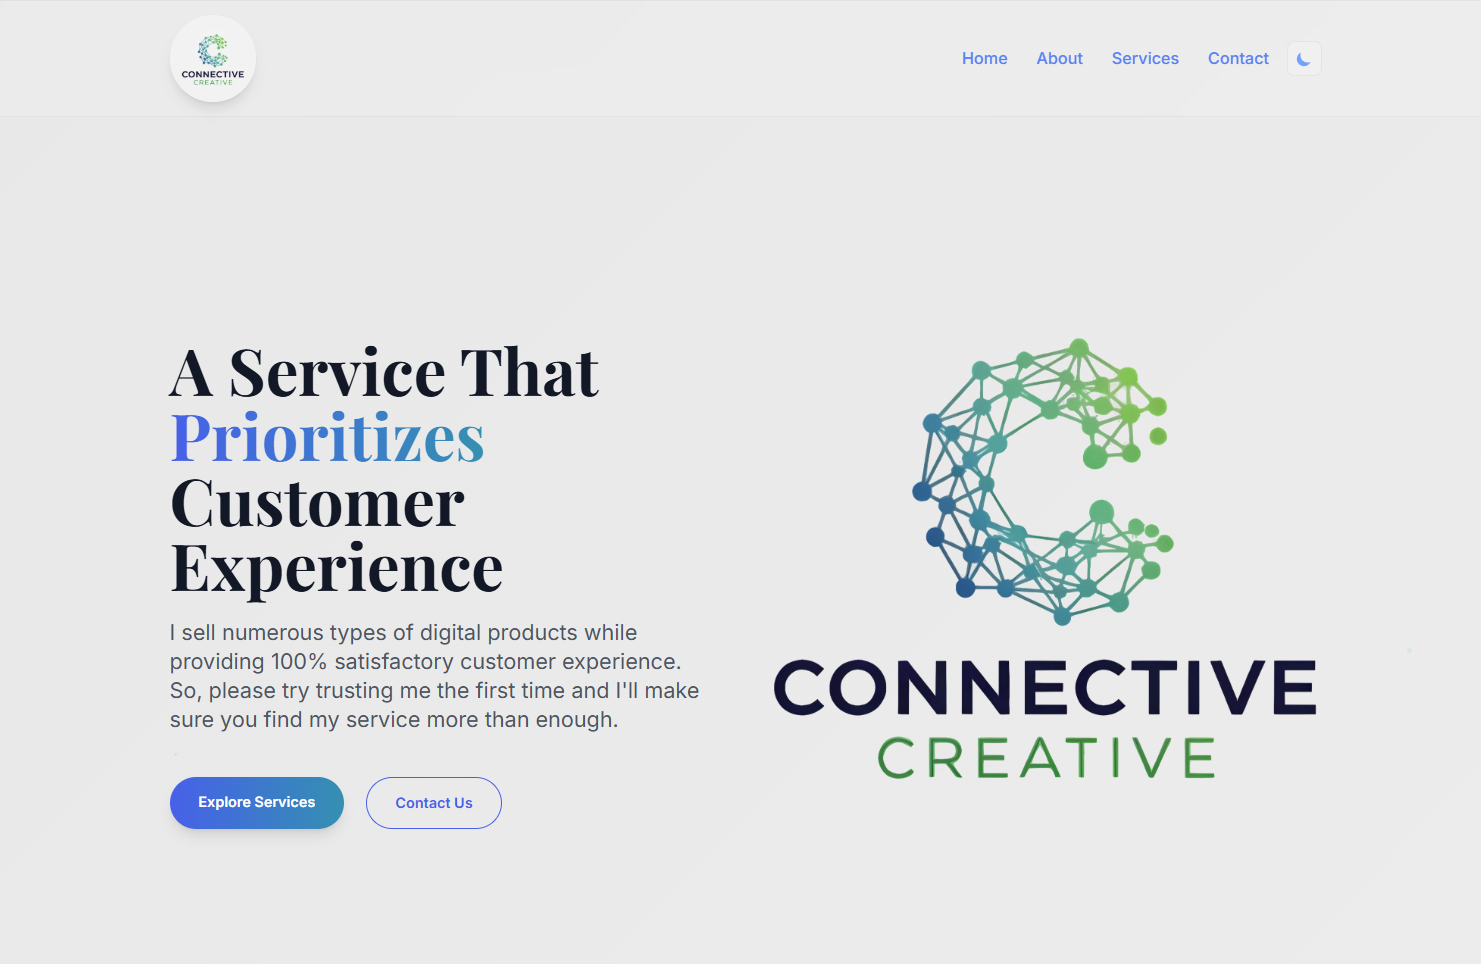 CONNECTIVE
CREATIVE
Home About Services Contact
A Service That
Prioritizes
Customer
Experience
I sell numerous types of digital products while
providing 100% satisfactory customer experience.
So, please try trusting me the first time and I'll make
sure you find my service more than enough.
Explore Services Contact Us
CONNECTIVE
CREATIVE